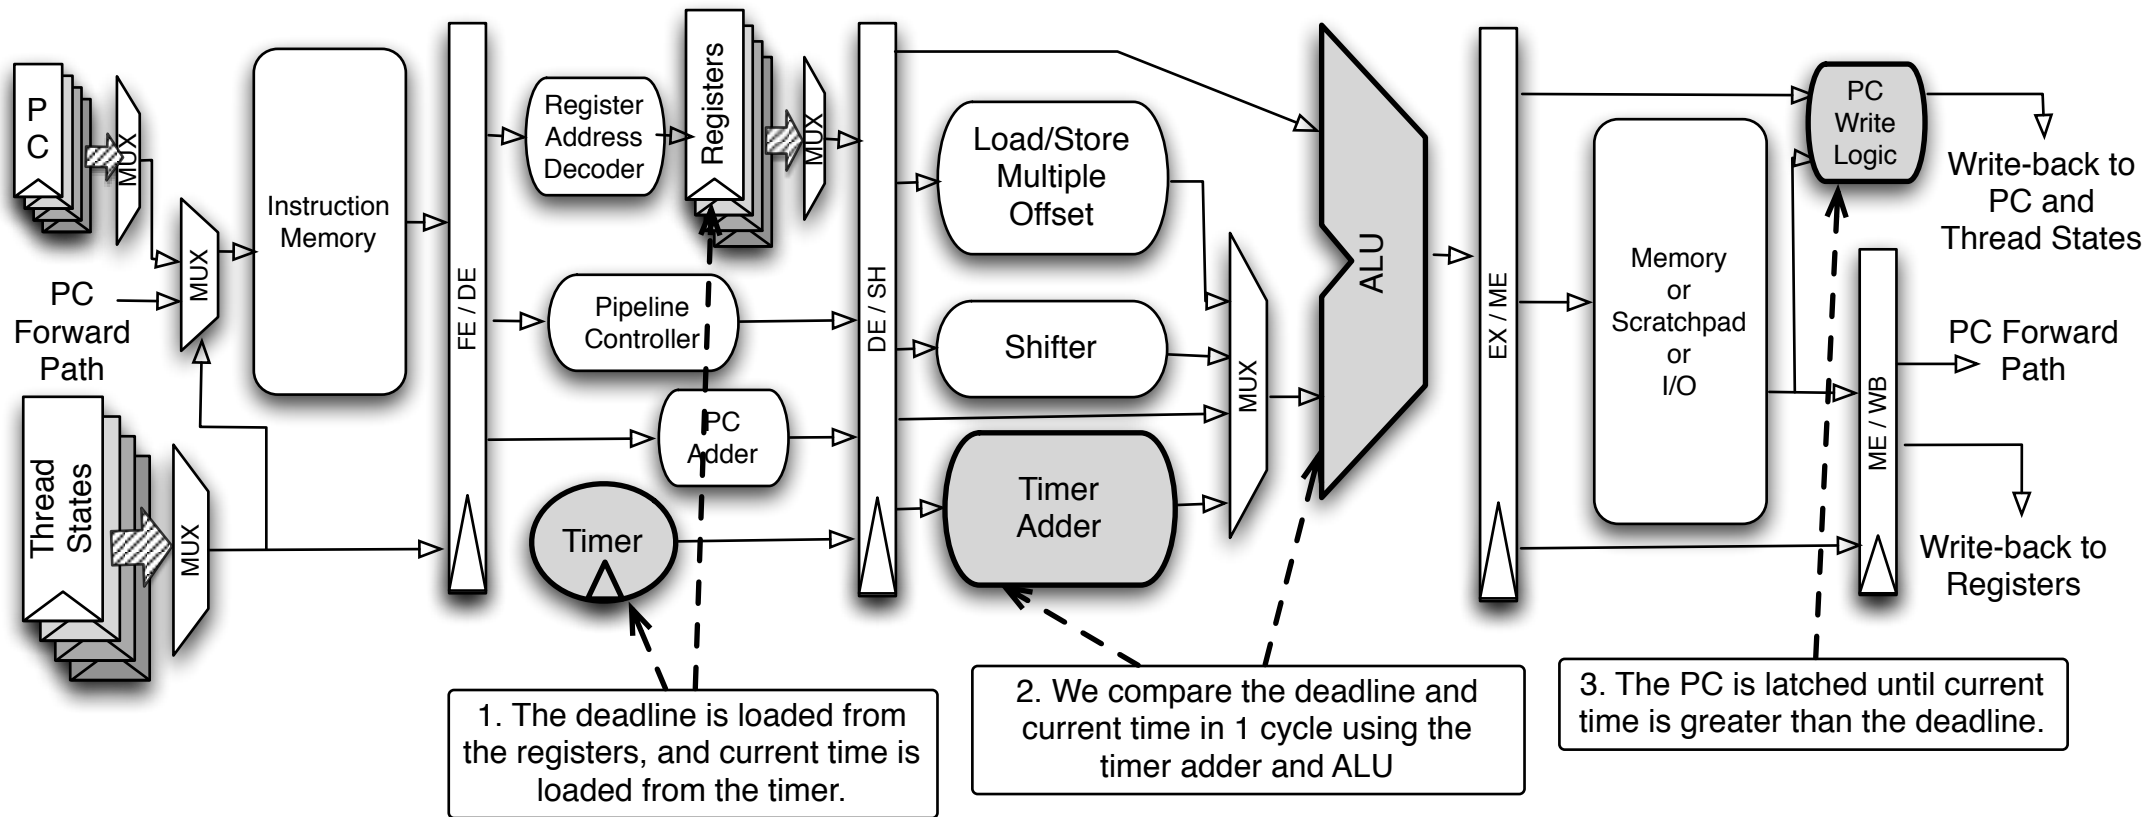 P
C
MUX
PC
Forward
Path
MUX
Thread
States
MUX
Instruction
Memory
FE / DE
Register
Address
Decoder
Registers
MUX
Pipeline
Controller
PC
Adder
Timer
DE / SH
Load/Store
Multiple
Offset
Shifter
Timer
Adder
MUX
ALU
EX / ME
Memory
or
Scratchpad
or
I/O
PC
Write
Logic
ME / WB
Write-back to
PC and
Thread States
PC Forward
Path
Write-back to
Registers
1. The deadline is loaded from
the registers, and current time is
loaded from the timer.
2. We compare the deadline and
current time in 1 cycle using the
timer adder and ALU
3. The PC is latched until current
time is greater than the deadline.